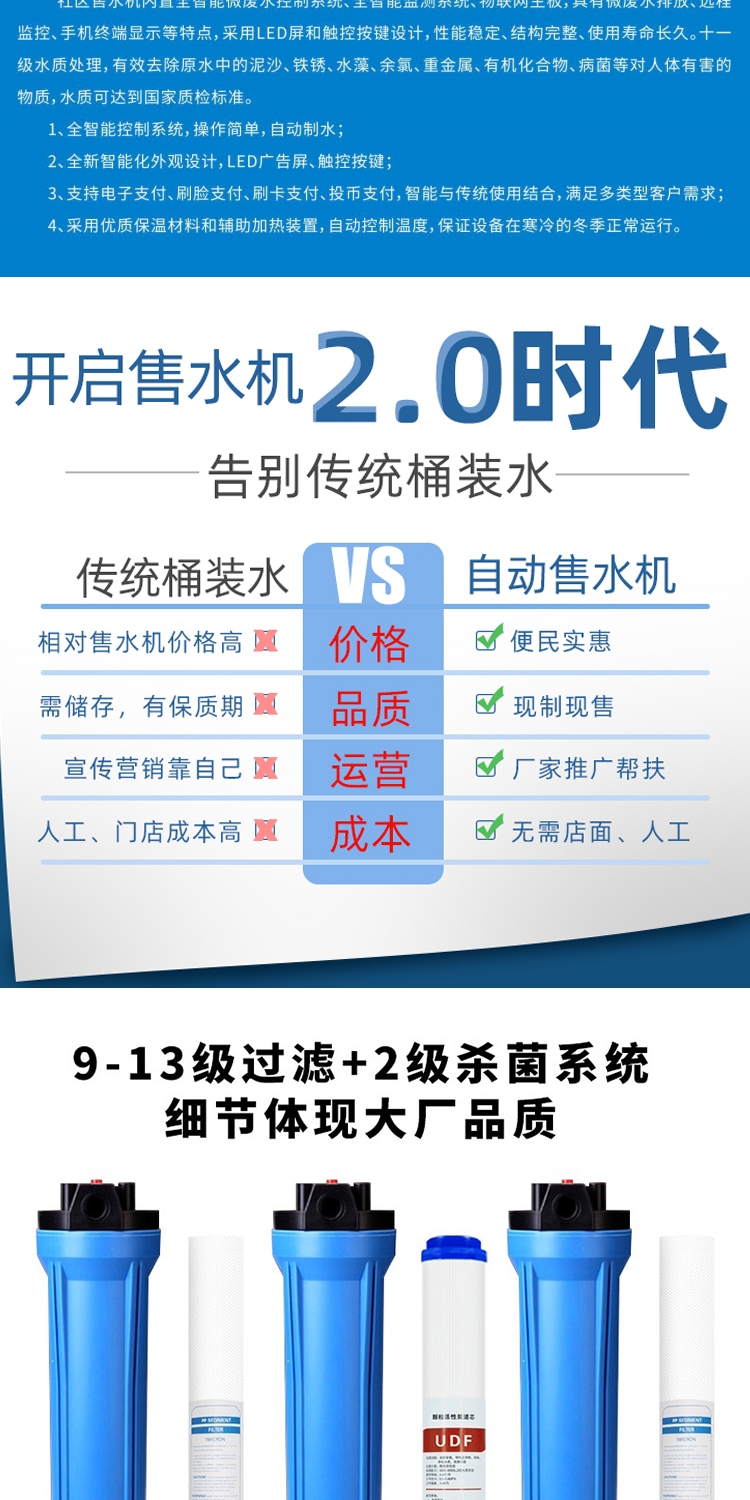 社区售水机内置全智能微废水控制系统、全智能监测系统、物联网主板，具有微废水排放、远程
监控、手机终端显示等特点，采用LED屏和触控按键设计，性能稳定、结构完整、使用寿命长久。十一
级水质处理，有效去除原水中的泥沙、铁锈、水藻、余氯、重金属、有机化合物、病菌等对人体有害的
物质，水质可达到国家质检标准。
1、全智能控制系统，操作简单，自动制水；
2、全新智能化外观设计，LED广告屏、触控按键；
3、支持电子支付、刷脸支付、刷卡支付、投币支付，智能与传统使用结合，满足多类型客户需求；
4、采用优质保温材料和辅助加热装置，自动控制温度，保证设备在寒冷的冬季正常运行。
开启售水机2.0时代
告别传统桶装水
传统桶装水 VS 自动售水机
相对售水机价格高 价格 便民实惠
需储存，有保质期 品质 现制现售
宣传营销靠自己 运营 厂家推广帮扶
人工、门店成本高 成本 无需店面、人工
9-13级过滤+2级杀菌系统
细节体现大厂品质
颗粒活性炭滤芯
UDF
PP SEDIMENT
FILTER
PP SEDIMENT
FILTER